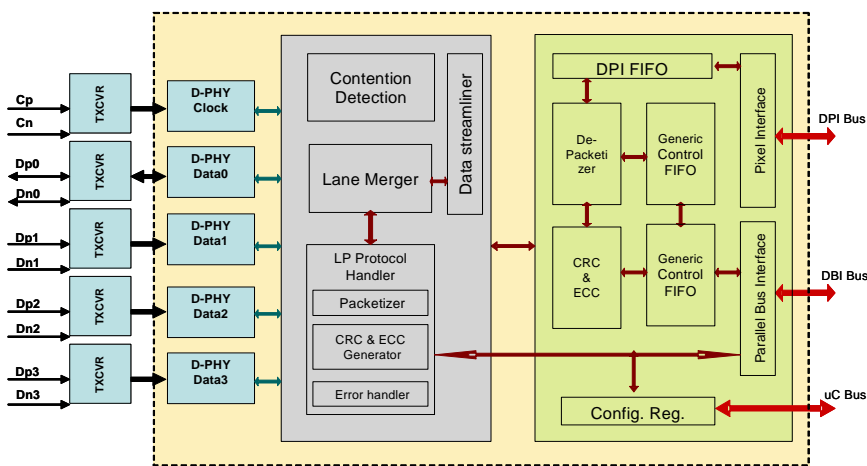 Cp
Cn
TXCVR
D-PHY
Clock
Dp0
Dn0
TXCVR
D-PHY
Data0
Dp1
Dn1
TXCVR
D-PHY
Data1
Dp2
Dn2
TXCVR
D-PHY
Data2
Dp3
Dn3
TXCVR
D-PHY
Data3
Contention
Detection
Data streamliner
Lane Merger
LP Protocol
Handler
Packetizer
CRC & ECC
Generator
Error handler
DPI FIFO
De-
Packetizer
Generic
Control
FIFO
Pixel Interface
CRC
&
ECC
Generic
Control
FIFO
Parallel Bus Interface
Config. Reg.
DPI Bus
DBI Bus
uC Bus